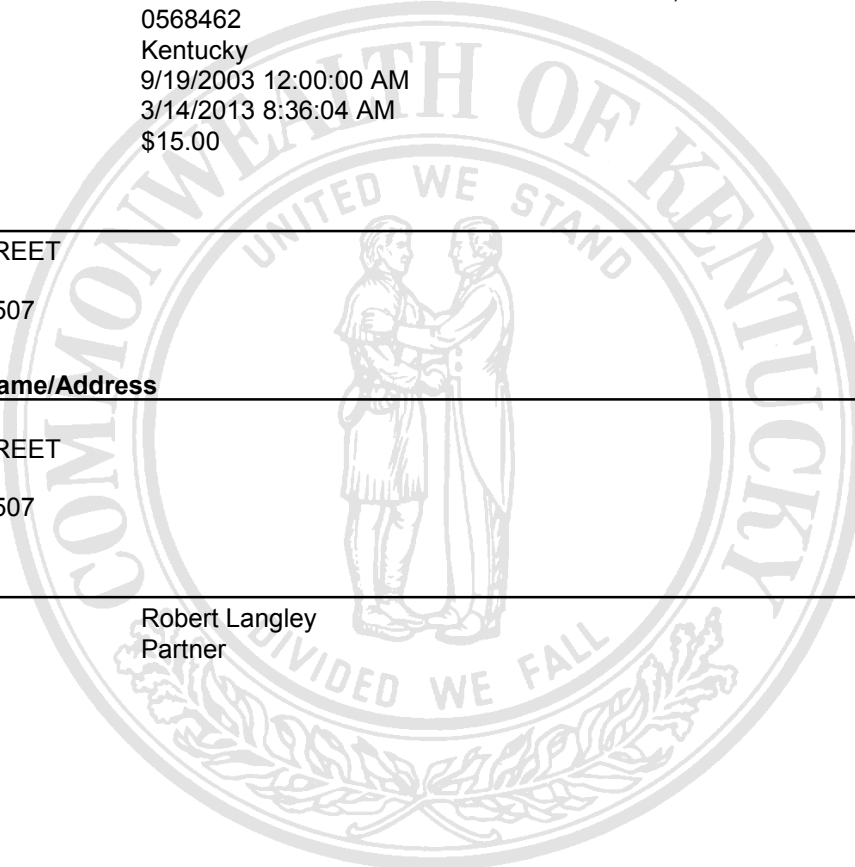 0568462
Kentucky
9/19/2003 12:00:00 AM
3/14/2013 8:36:04 AM
$15.00
COMMONWEALTH OF KENTUCKY
UNITED WE STAND
REET
507
ame/Address
REET
507
Robert Langley
Partner
DIVIDED WE FALL